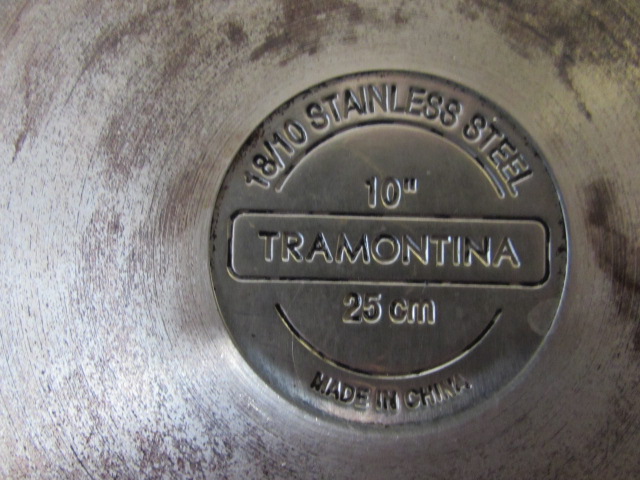 18/10 STAINLESS STEEL
10"
TRAMONTINA
25 cm
MADE IN CHINA